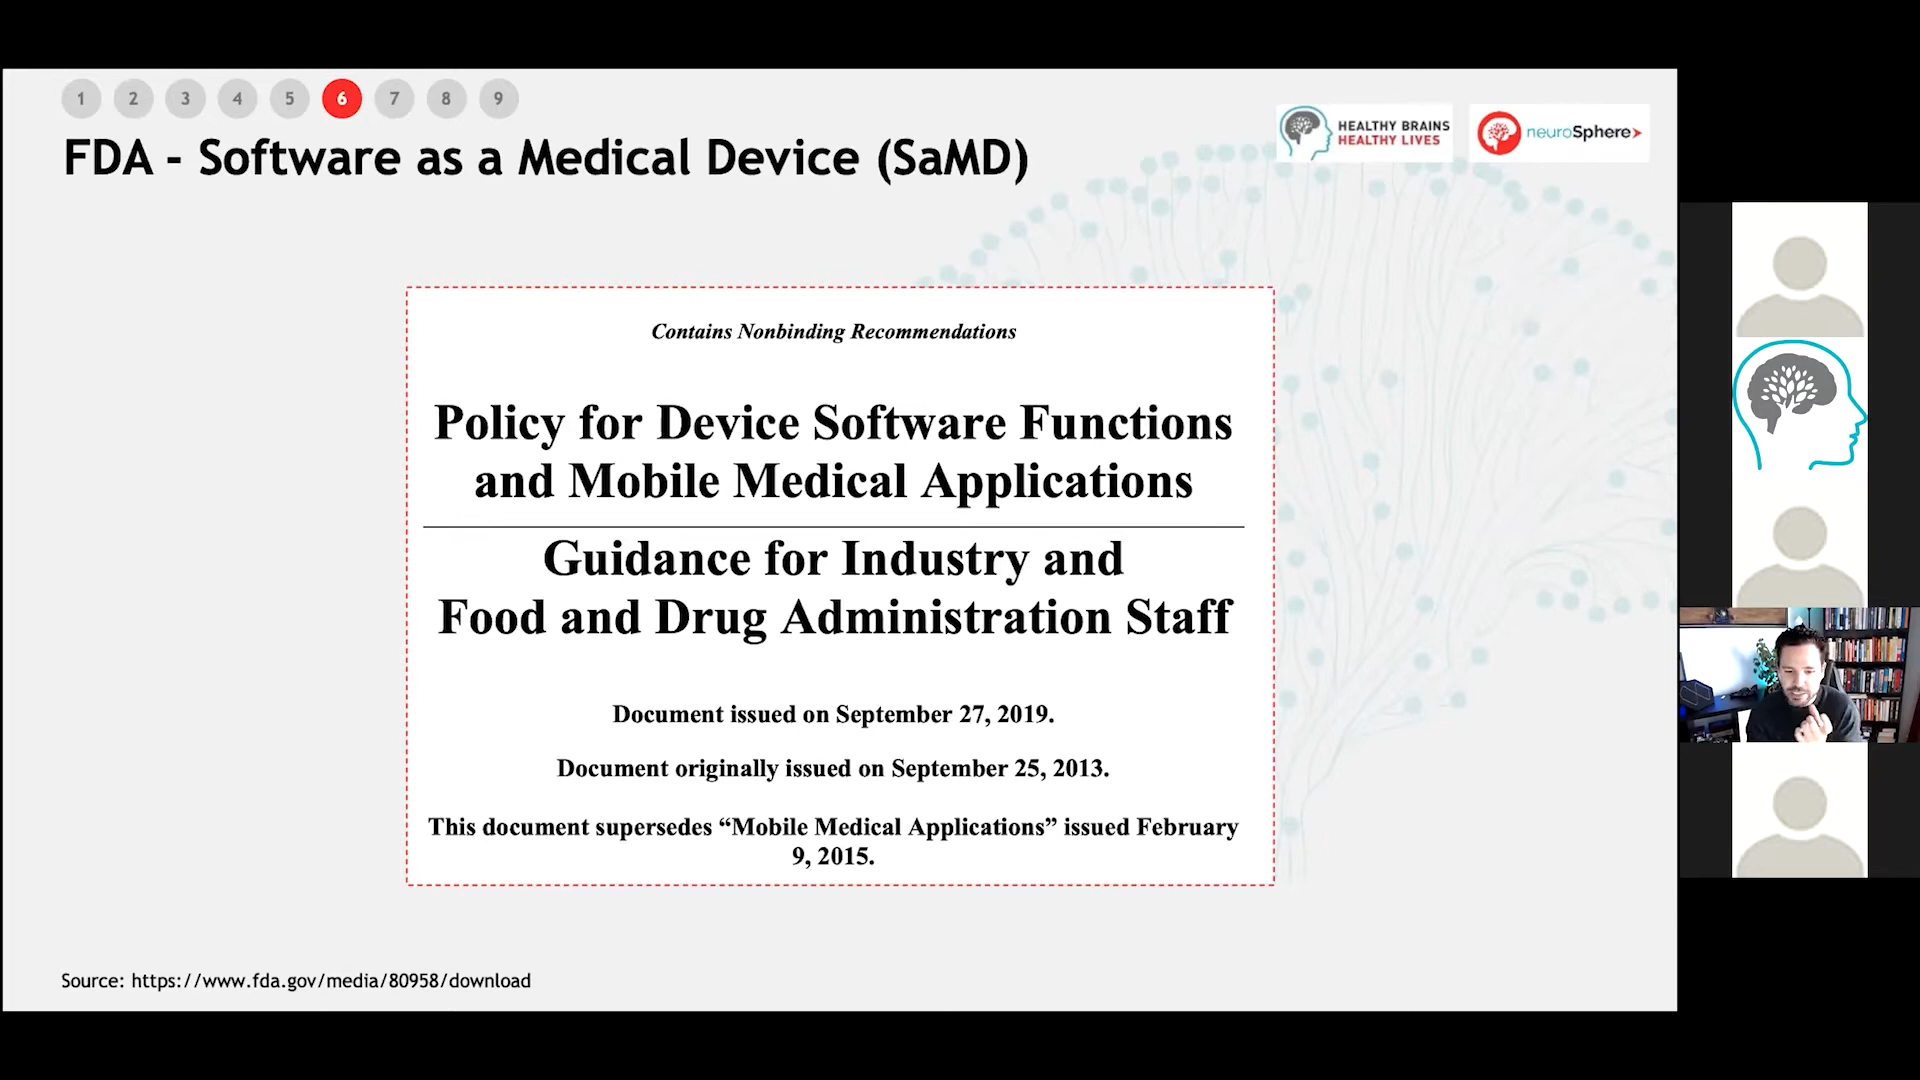 1 2 3 4 5 6 7 8 9
FDA - Software as a Medical Device (SaMD)
HEALTHY BRAINS
HEALTHY LIVES
neuroSphere
Contains Nonbinding Recommendations
Policy for Device Software Functions
and Mobile Medical Applications
Guidance for Industry and
Food and Drug Administration Staff
Document issued on September 27, 2019.
Document originally issued on September 25, 2013.
This document supersedes “Mobile Medical Applications” issued February
9, 2015.
Source: https://www.fda.gov/media/80958/download